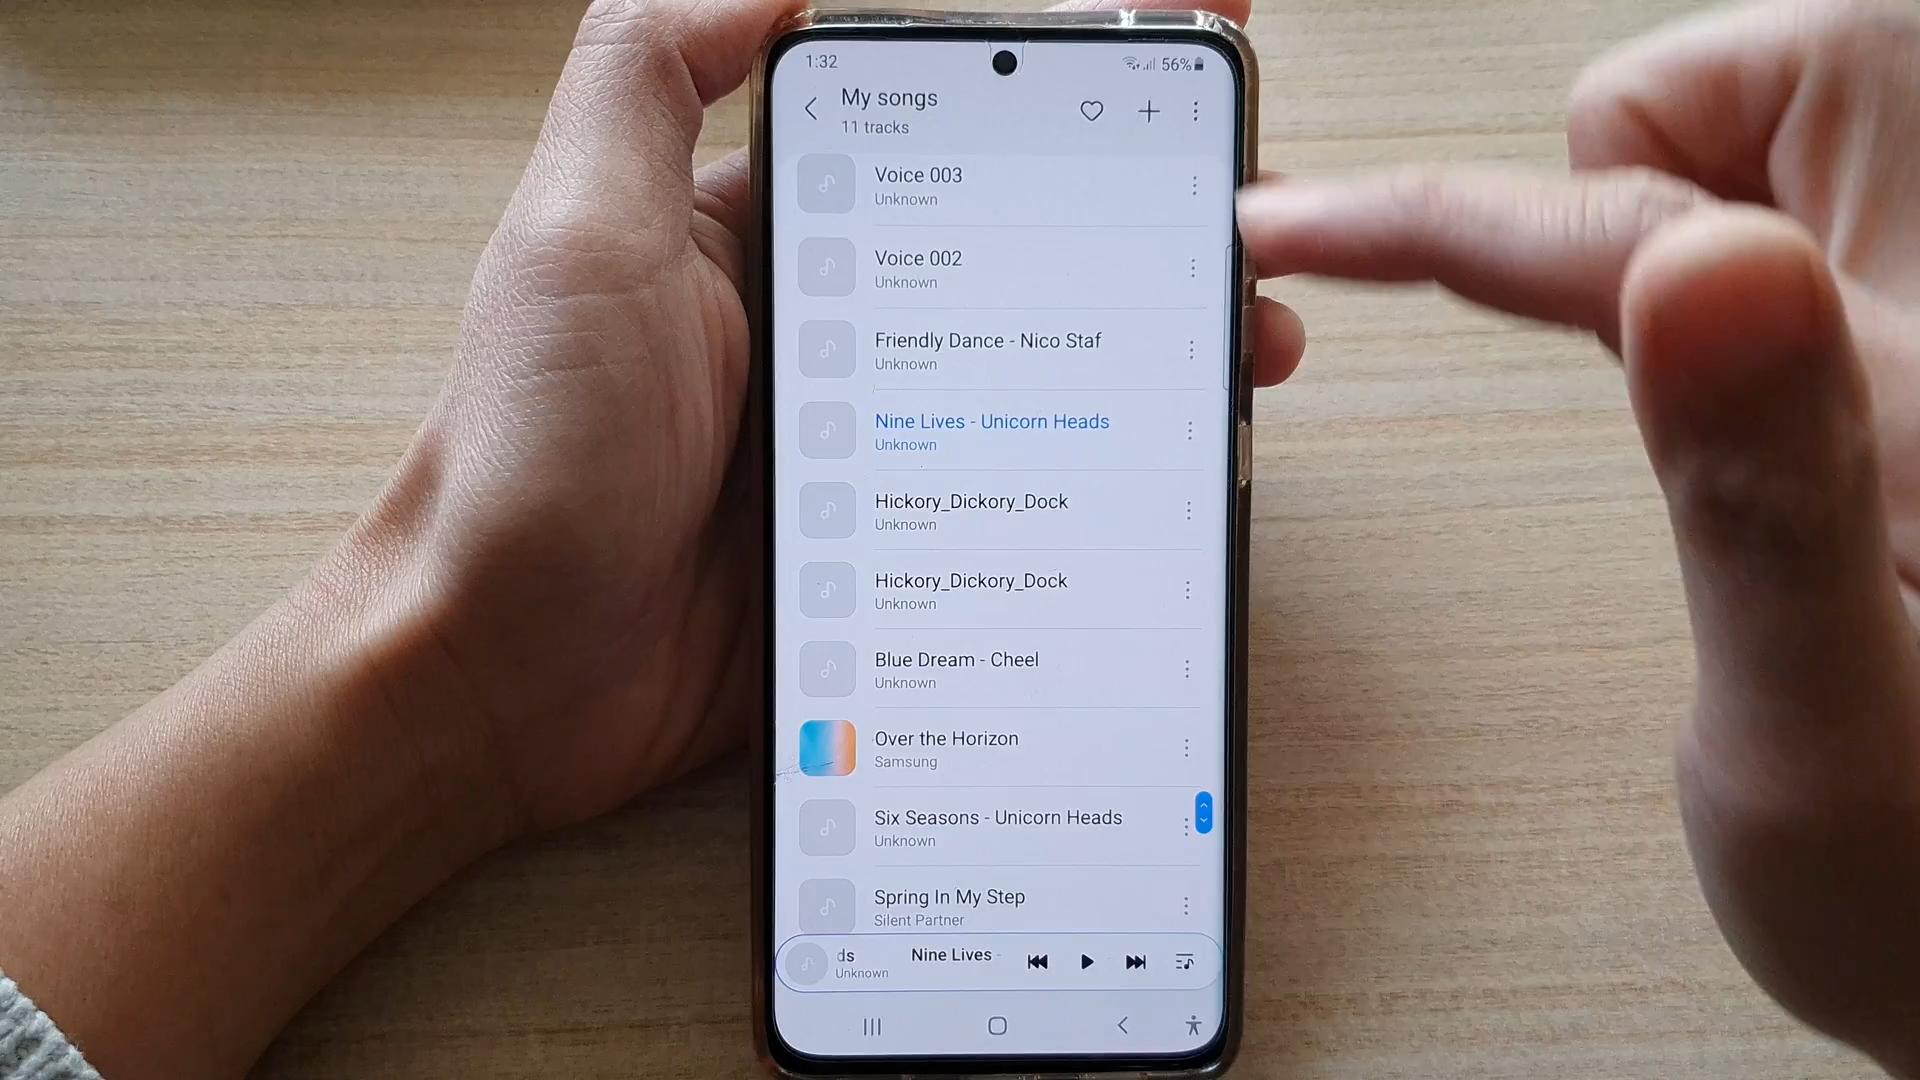 1:32
56%
My songs
11 tracks
Voice 003
Unknown
Voice 002
Unknown
Friendly Dance - Nico Staf
Unknown
Nine Lives - Unicorn Heads
Unknown
Hickory_Dickory_Dock
Unknown
Hickory_Dickory_Dock
Unknown
Blue Dream - Cheel
Unknown
Over the Horizon
Samsung
Six Seasons - Unicorn Heads
Unknown
Spring In My Step
Silent Partner
ds Nine Lives -
Unknown